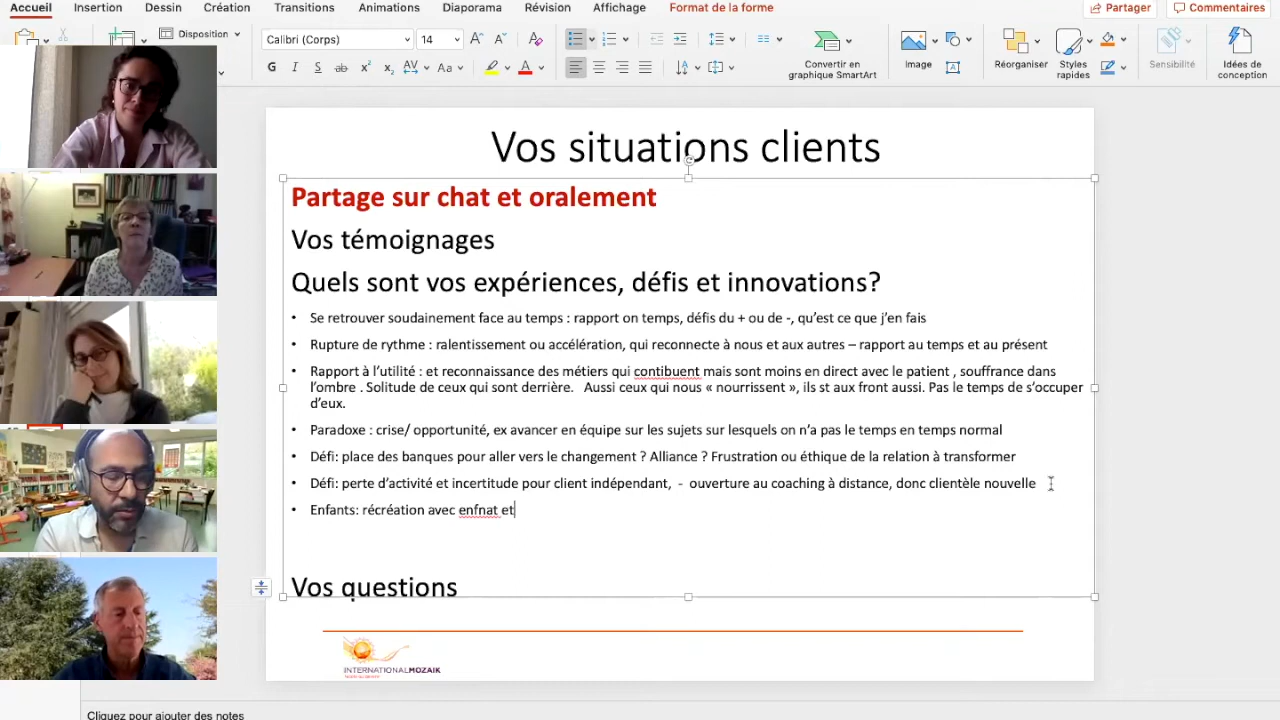 Accueil Insertion Dessin Création Transitions Animations Diaporama Révision Affichage Format de la forme Partager Commentaires
Disposition Calibri (Corps) 14
Convertir en
graphique SmartArt
Image
Réorganiser
Styles
rapides
Sensibilité
Idées de
conception
Vos situations clients
Partage sur chat et oralement
Vos témoignages
Quels sont vos expériences, défis et innovations?
• Se retrouver soudainement face au temps : rapport on temps, défis du + ou de -, qu’est ce que j’en fais
• Rupture de rythme : ralentissement ou accélération, qui reconnecte à nous et aux autres – rapport au temps et au présent
• Rapport à l’utilité : et reconnaissance des métiers qui contibuent mais sont moins en direct avec le patient , souffrance dans
l’ombre . Solitude de ceux qui sont derrière. Aussi ceux qui nous « nourrissent », ils st aux front aussi. Pas le temps de s’occuper
d’eux.
• Paradoxe : crise/ opportunité, ex avancer en équipe sur les sujets sur lesquels on n’a pas le temps en temps normal
• Défi: place des banques pour aller vers le changement ? Alliance ? Frustration ou éthique de la relation à transformer
• Défi: perte d’activité et incertitude pour client indépendant, - ouverture au coaching à distance, donc clientèle nouvelle
• Enfants: récréation avec enfnat et
Vos questions
INTERNATIONALMOZAIK
Cliquez pour ajouter des notes